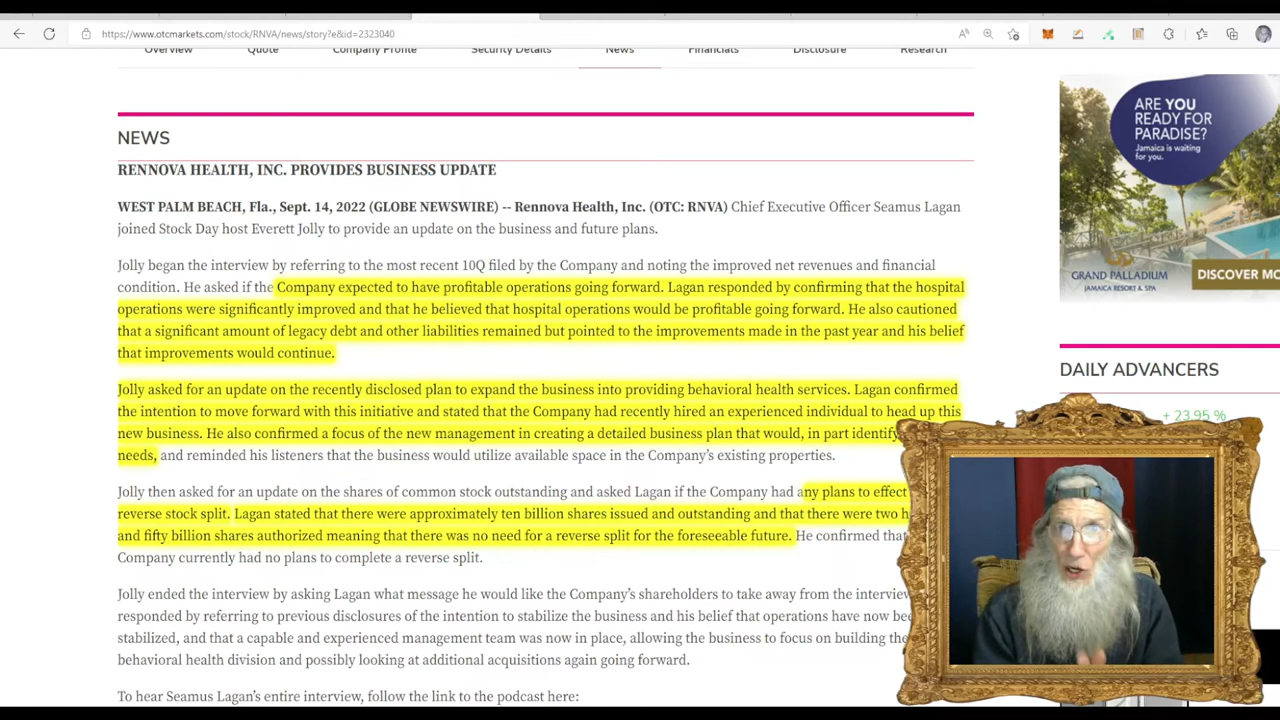 https://www.otcmarkets.com/stock/RNVA/news/story?e&id=2323040
Overview Quote Company Profile Security Details News Financials Disclosure Research
NEWS
RENNOVA HEALTH, INC. PROVIDES BUSINESS UPDATE
WEST PALM BEACH, Fla., Sept. 14, 2022 (GLOBE NEWSWIRE) -- Rennova Health, Inc. (OTC: RNVA) Chief Executive Officer Seamus Lagan
joined Stock Day host Everett Jolly to provide an update on the business and future plans.
Jolly began the interview by referring to the most recent 10Q filed by the Company and noting the improved net revenues and financial
condition. He asked if the Company expected to have profitable operations going forward. Lagan responded by confirming that the hospital
operations were significantly improved and that he believed that hospital operations would be profitable going forward. He also cautioned
that a significant amount of legacy debt and other liabilities remained but pointed to the improvements made in the past year and his belief
that improvements would continue.
Jolly asked for an update on the recently disclosed plan to expand the business into providing behavioral health services. Lagan confirmed
the intention to move forward with this initiative and stated that the Company had recently hired an experienced individual to head up this
new business. He also confirmed a focus of the new management in creating a detailed business plan that would, in part identify
needs, and reminded his listeners that the business would utilize available space in the Company's existing properties.
Jolly then asked for an update on the shares of common stock outstanding and asked Lagan if the Company had any plans to effect
reverse stock split. Lagan stated that there were approximately ten billion shares issued and outstanding and that there were two
and fifty billion shares authorized meaning that there was no need for a reverse split for the foreseeable future. He confirmed that
Company currently had no plans to complete a reverse split.
Jolly ended the interview by asking Lagan what message he would like the Company's shareholders to take away from the interview
responded by referring to previous disclosures of the intention to stabilize the business and his belief that operations have now
stabilized, and that a capable and experienced management team was now in place, allowing the business to focus on building the
behavioral health division and possibly looking at additional acquisitions again going forward.
To hear Seamus Lagan's entire interview, follow the link to the podcast here:
ARE YOU
READY FOR
PARADISE?
Jamaica is waiting
for you.
GRAND PALLADIUM
JAMAICA RESORT & SPA
DISCOVER
DAILY ADVANCERS
+ 23.95 %